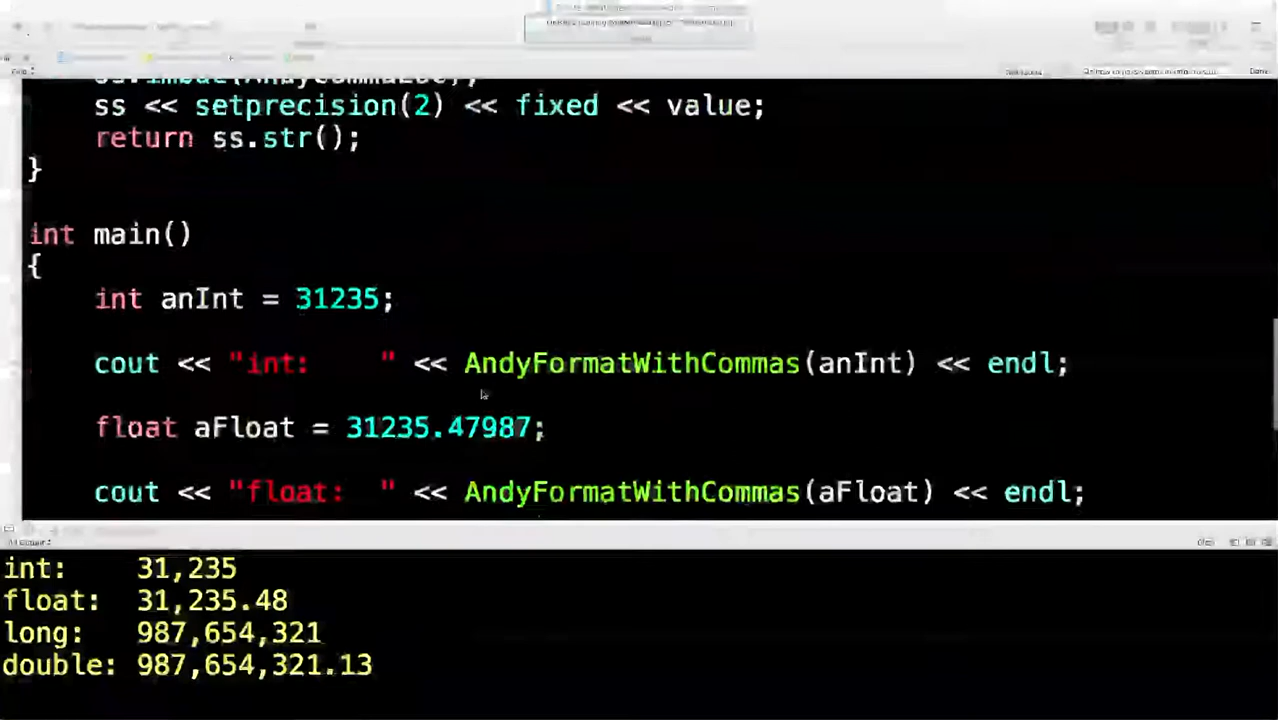 ss << setprecision(2) << fixed << value;
return ss.str();
}
int main()
{
int anInt = 31235;
cout << "int:    " << AndyFormatWithCommas(anInt) << endl;
float aFloat = 31235.47987;
cout << "float:  " << AndyFormatWithCommas(aFloat) << endl;
int:    31,235
float:  31,235.48
long:   987,654,321
double: 987,654,321.13